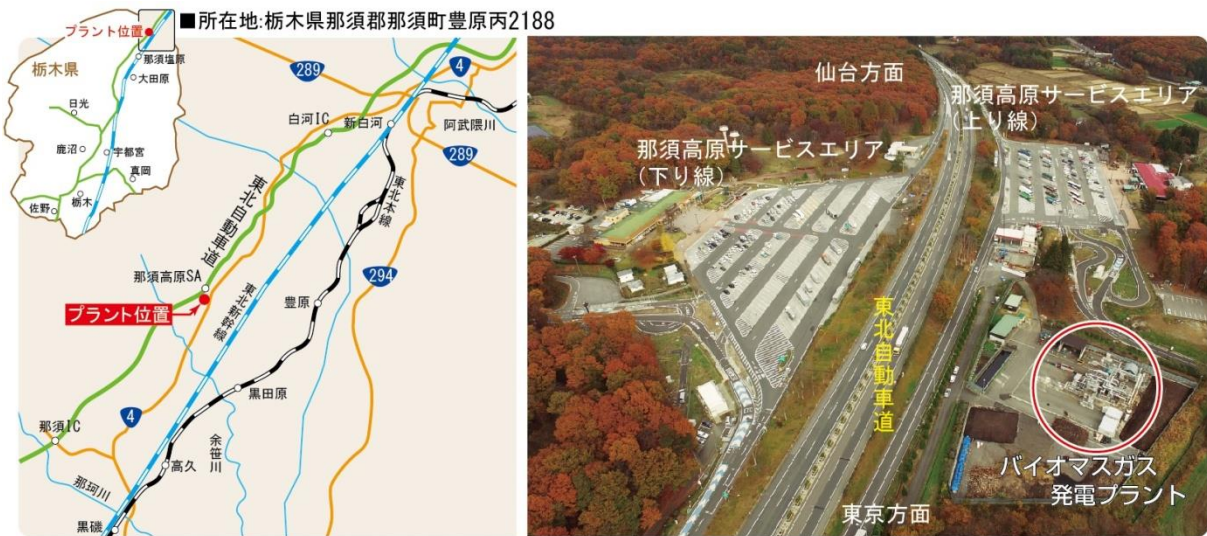 ■所在地:栃木県那須郡那須町豊原丙2188
プラント位置
栃木県
那須塩原
大田原
日光
鹿沼
宇都宮
真岡
栃木
佐野
289
4
白河IC
新白河
阿武隈川
289
東北自動車道
東北本線
那須高原SA
プラント位置
東北新幹線
豊原
294
4
黒田原
那須IC
余笹川
高久
那珂川
黒磯
仙台方面
那須高原サービスエリア
(上り線)
那須高原サービスエリア
(下り線)
東北自動車道
バイオマスガス
発電プラント
東京方面